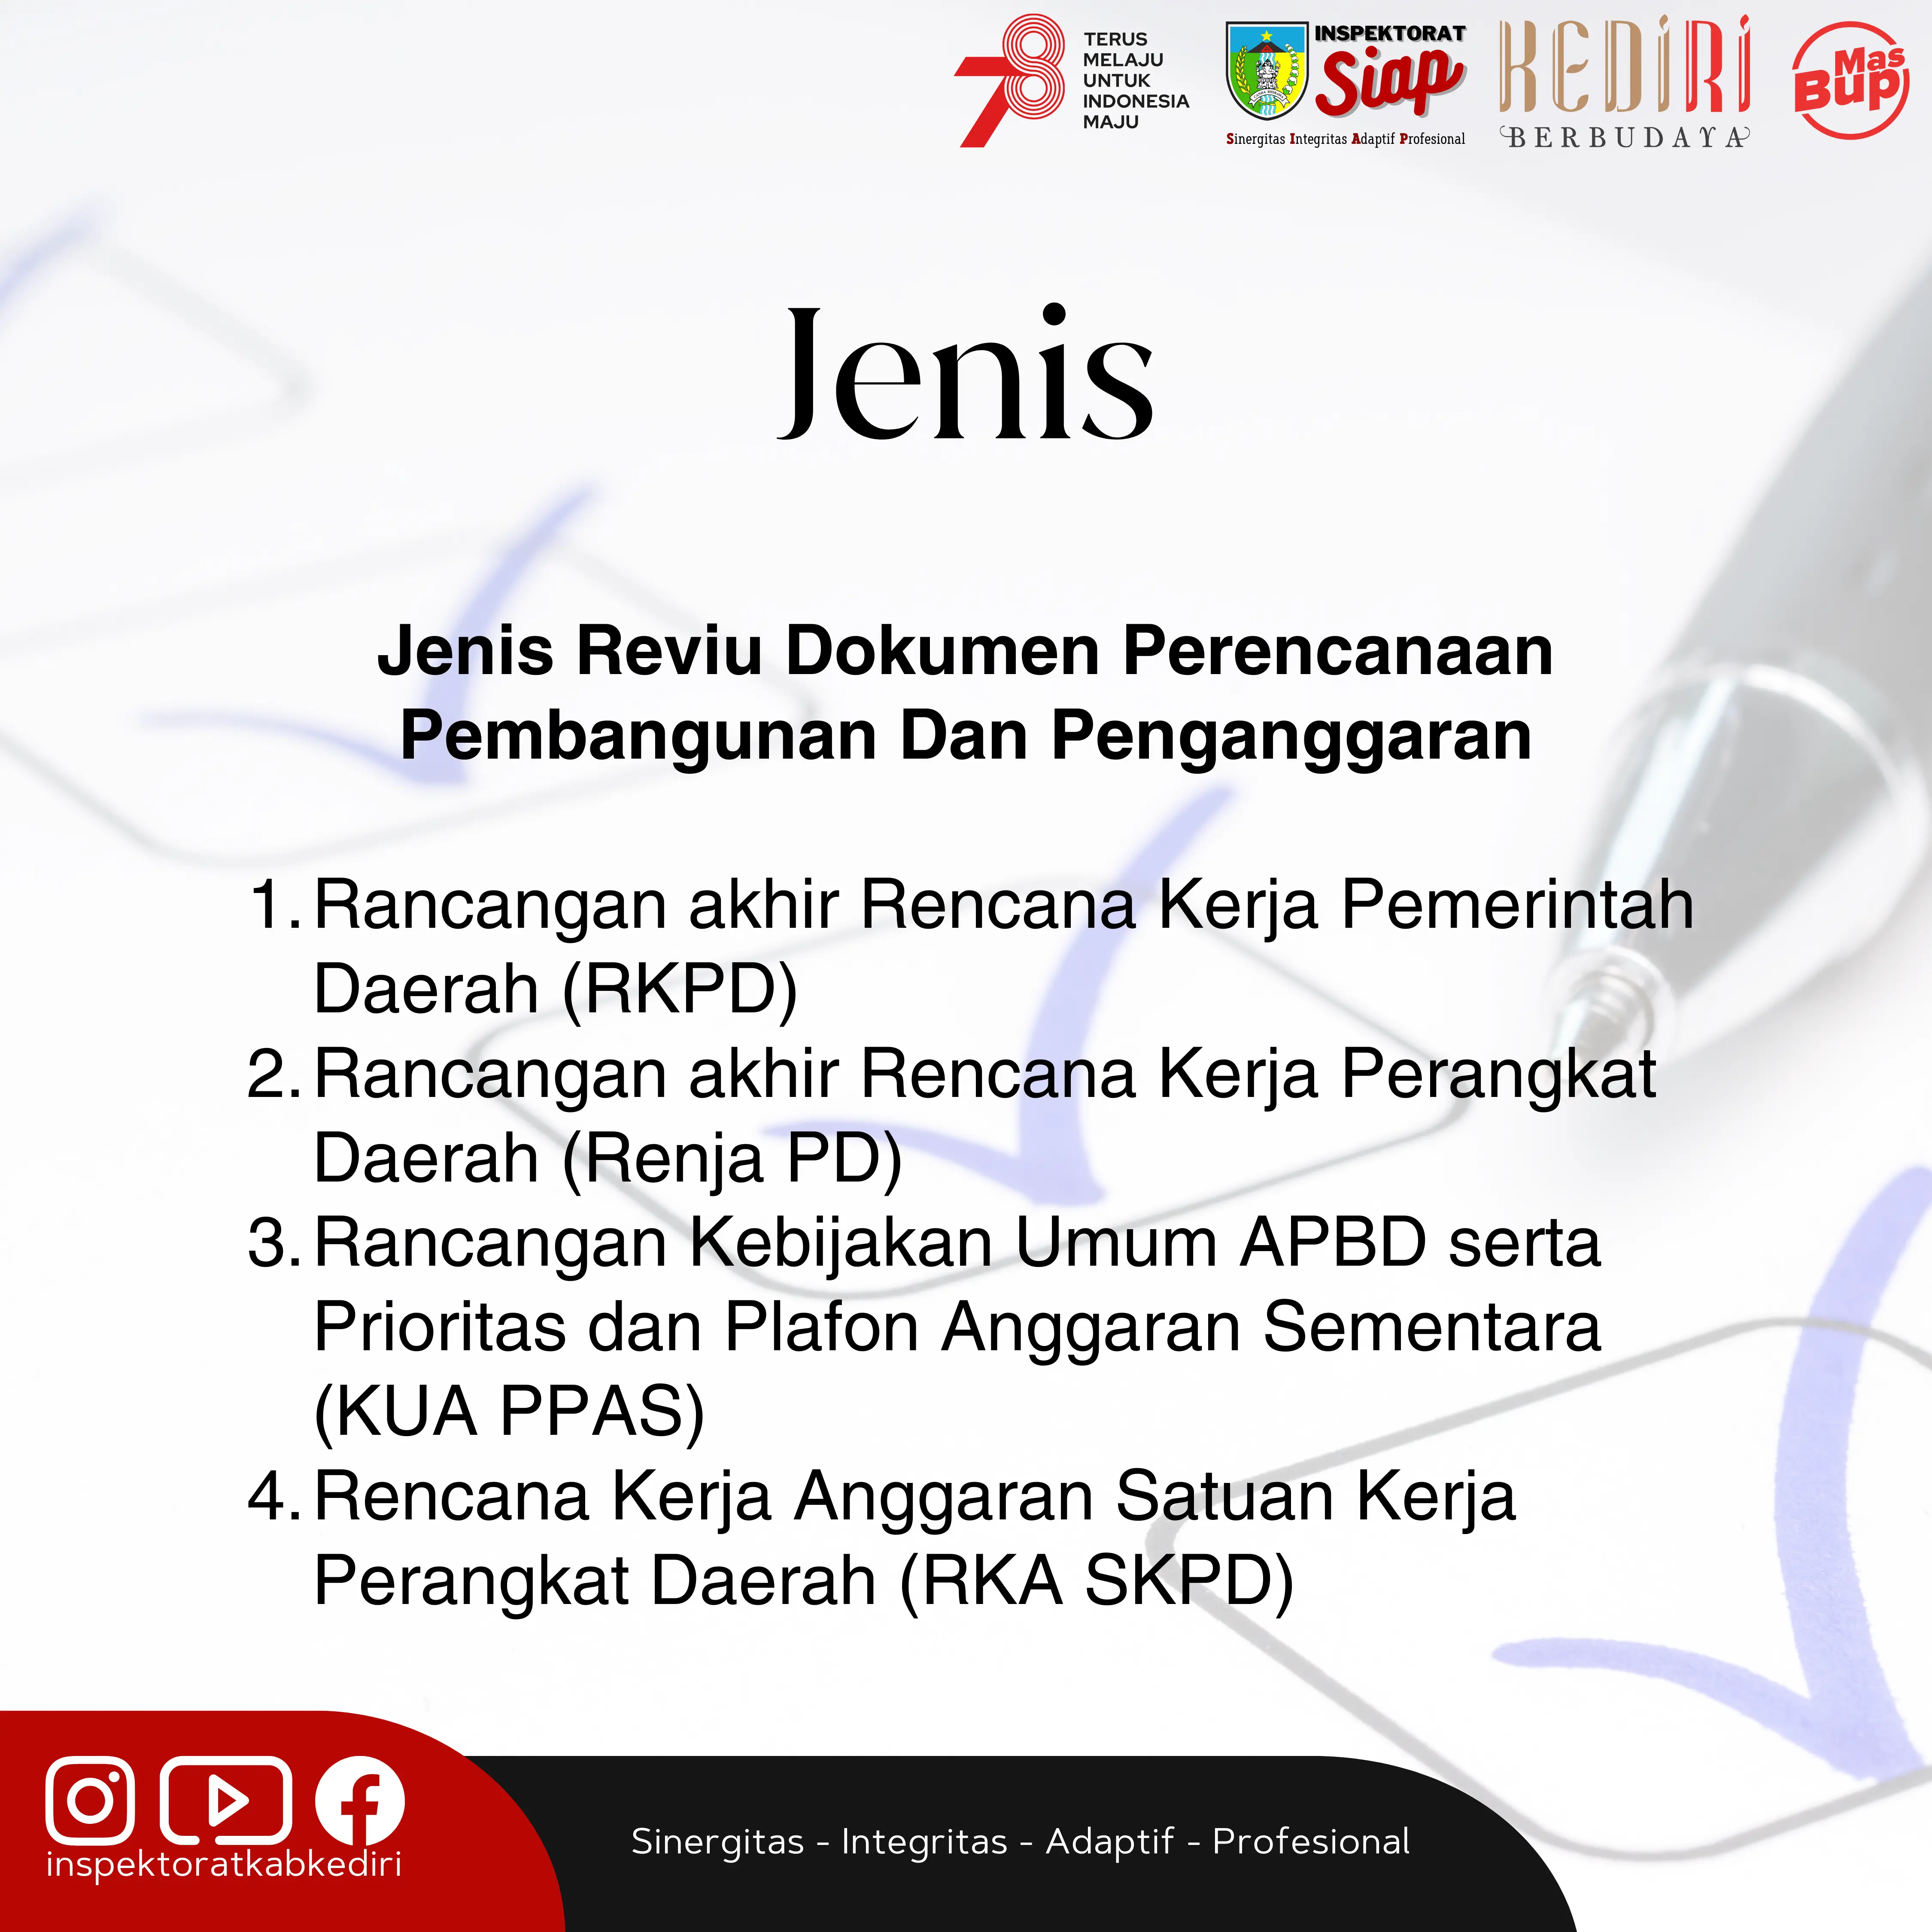 78
TERUS
MELAJU
UNTUK
INDONESIA
MAJU
INSPEKTORAT
Siap
Sinergitas Integritas Adaptif Profesional
KEDIRI
BERBUDAYA
Mas
Bup
Jenis
Jenis Reviu Dokumen Perencanaan
Pembangunan Dan Penganggaran
1. Rancangan akhir Rencana Kerja Pemerintah
Daerah (RKPD)
2. Rancangan akhir Rencana Kerja Perangkat
Daerah (Renja PD)
3. Rancangan Kebijakan Umum APBD serta
Prioritas dan Plafon Anggaran Sementara
(KUA PPAS)
4. Rencana Kerja Anggaran Satuan Kerja
Perangkat Daerah (RKA SKPD)
inspektoratkabkediri
Sinergitas - Integritas - Adaptif - Profesional